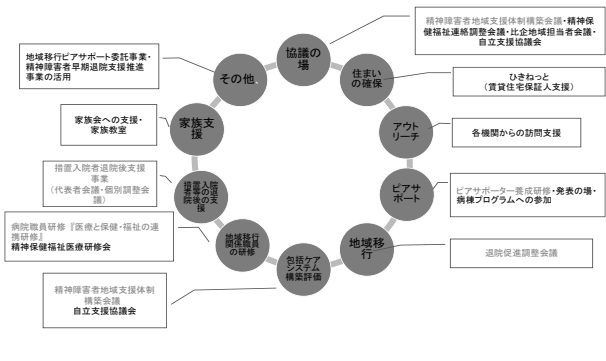 協議の
場
精神障害者地域支援体制構築会議・精神保
健福祉連絡調整会議・比企地域担当者会議・
自立支援協議会
住まい
の確保
ひきねっと
(賃貸住宅保証人支援)
アウト
リーチ
各機関からの訪問支援
ピアサ
ポート
ピアサポーター養成研修・発表の場・
病棟プログラムへの参加
地域移
行
退院促進調整会議
包括ケア
システム
構築評価
精神障害者地域支援体制
構築会議
自立支援協議会
地域移行
関係職員
の研修
病院職員研修『医療と保健・福祉の連
携研修』
精神保健福祉医療研修会
措置入院
者等の退
院後の支
援
措置入院者退院後支援
事業
(代表者会議・個別調整会
議)
家族支
援
家族会への支援・
家族教室
その他
地域移行ピアサポート委託事業・
精神障害者早期退院支援推進
事業の活用